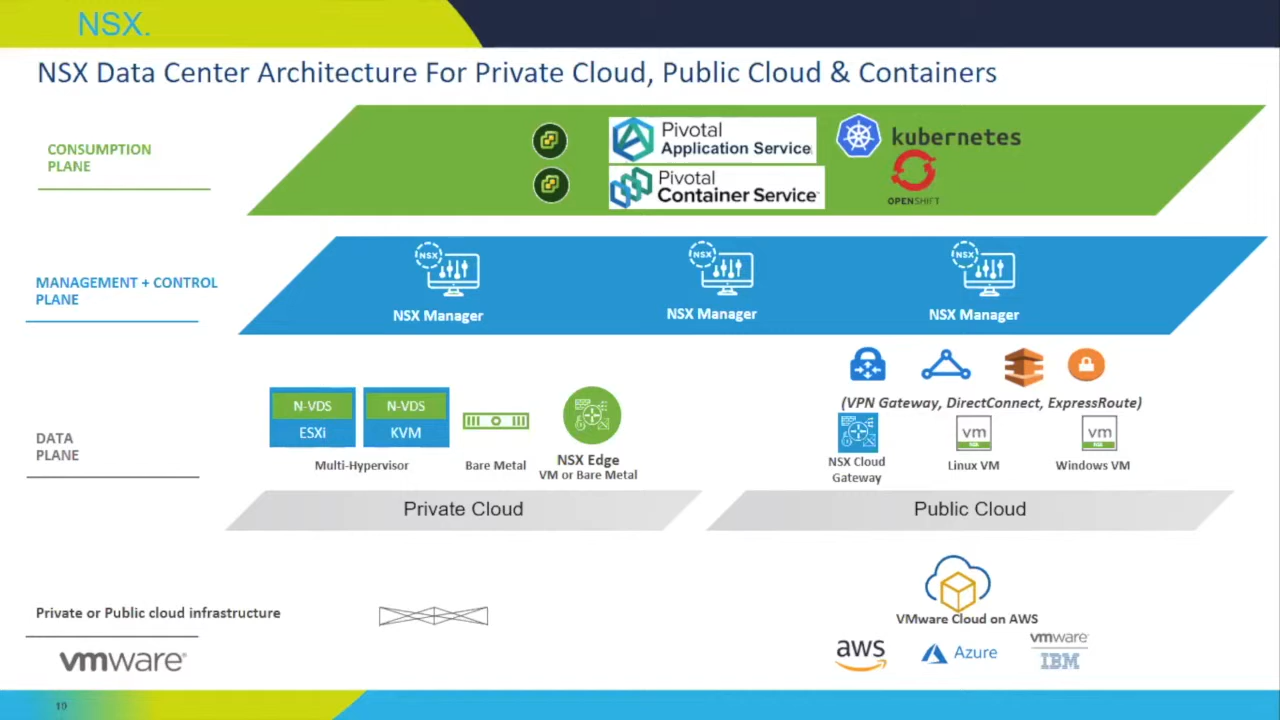 NSX.
NSX Data Center Architecture For Private Cloud, Public Cloud & Containers
CONSUMPTION
PLANE
Pivotal
Application Service
Pivotal
Container Service™
kubernetes
OPENSHIFT
MANAGEMENT + CONTROL
PLANE
NSX
NSX Manager
NSX
NSX Manager
NSX
NSX Manager
DATA
PLANE
N-VDS
ESXi
N-VDS
KVM
Multi-Hypervisor
Bare Metal
NSX Edge
VM or Bare Metal
(VPN Gateway, DirectConnect, ExpressRoute)
NSX Cloud
Gateway
vm
Linux VM
vm
Windows VM
Private Cloud
Public Cloud
Private or Public cloud infrastructure
VMware Cloud on AWS
aws
Azure
vmware®
IBM
vmware®
10